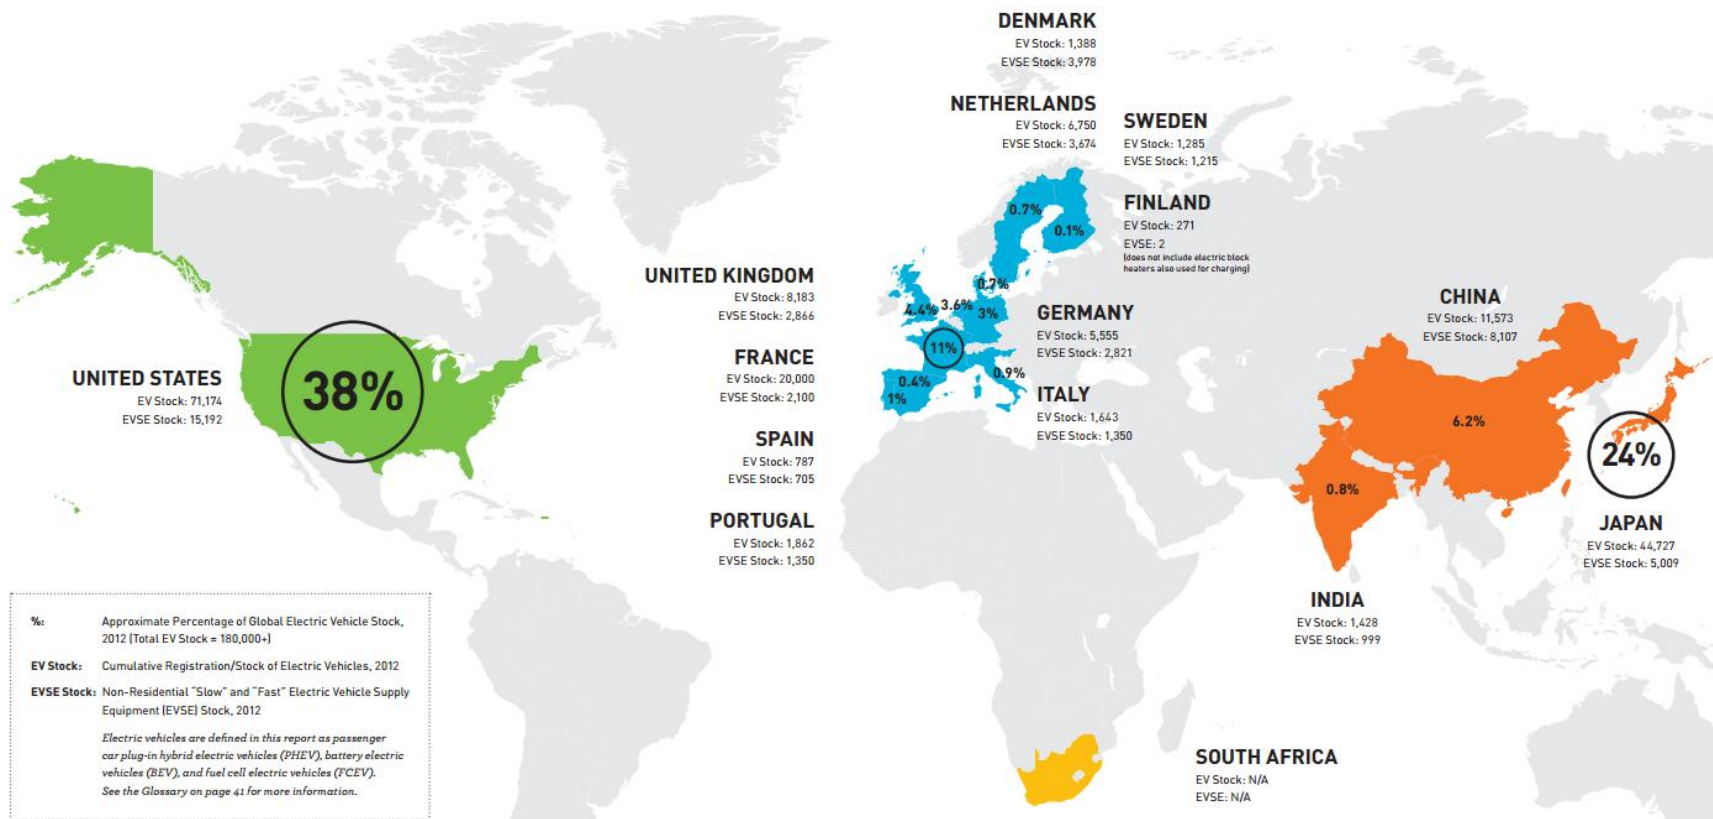 DENMARK
EV Stock: 1,388
EVSE Stock: 3,978
NETHERLANDS
EV Stock: 6,750
EVSE Stock: 3,674
SWEDEN
EV Stock: 1,285
EVSE Stock: 1,215
FINLAND
EV Stock: 271
EVSE: 2
(does not include electric block
heaters also used for charging)
0.7%
0.1%
UNITED KINGDOM
EV Stock: 8,183
EVSE Stock: 2,866
0.7%
4.4%
3.6%
3%
GERMANY
EV Stock: 5,555
EVSE Stock: 2,821
CHINA
EV Stock: 11,573
EVSE Stock: 8,107
FRANCE
EV Stock: 20,000
EVSE Stock: 2,100
11%
0.9%
0.4%
1%
ITALY
EV Stock: 1,643
EVSE Stock: 1,350
UNITED STATES
EV Stock: 71,174
EVSE Stock: 15,192
38%
SPAIN
EV Stock: 787
EVSE Stock: 705
6.2%
24%
0.8%
PORTUGAL
EV Stock: 1,862
EVSE Stock: 1,350
JAPAN
EV Stock: 44,727
EVSE Stock: 5,009
INDIA
EV Stock: 1,428
EVSE Stock: 999
%: Approximate Percentage of Global Electric Vehicle Stock,
2012 (Total EV Stock = 180,000+)
EV Stock: Cumulative Registration/Stock of Electric Vehicles, 2012
EVSE Stock: Non-Residential "Slow" and "Fast" Electric Vehicle Supply
Equipment (EVSE) Stock, 2012
Electric vehicles are defined in this report as passenger
car plug-in hybrid electric vehicles (PHEV), battery electric
vehicles (BEV), and fuel cell electric vehicles (FCEV).
See the Glossary on page 41 for more information.
SOUTH AFRICA
EV Stock: N/A
EVSE: N/A